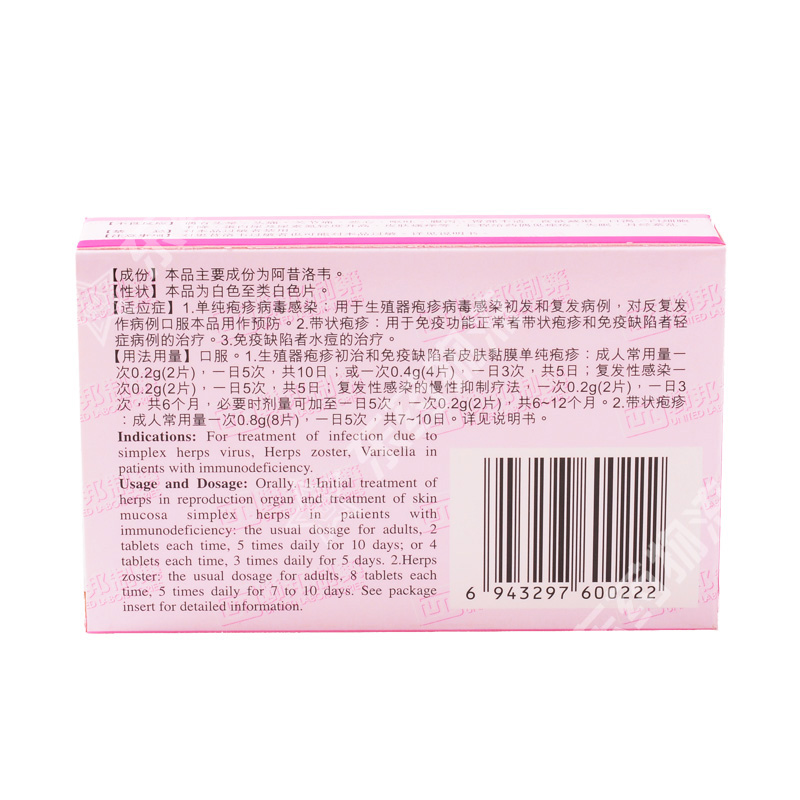 【成份】本品主要成份为阿昔洛韦。
【性状】本品为白色至类白色片。
【适应症】1.单纯疱疹病毒感染：用于生殖器疱疹病毒感染初发和复发病例，对反复发
作病例口服本品用作预防。2.带状疱疹：用于免疫功能正常者带状疱疹和免疫缺陷者轻
症病例的治疗。3.免疫缺陷者水痘的治疗。
【用法用量】口服。1.生殖器疱疹初治和免疫缺陷者皮肤黏膜单纯疱疹：成人常用量一
次0.2g(2片)，一日5次，共10日；或一次0.4g(4片)，一日3次，共5日；复发性感染一
次0.2g(2片)，一日5次，共5日；复发性感染的慢性抑制疗法，一次0.2g(2片)，一日3
次，共6个月，必要时剂量可加至一日5次，一次0.2g(2片)，共6~12个月。2.带状疱疹
：成人常用量一次0.8g(8片)，一日5次，共7~10日。详见说明书。
Indications: For treatment of infection due to
simplex herps virus, Herps zoster, Varicella in
patients with immunodeficiency.
Usage and Dosage: Orally. 1.Initial treatment of
herps in reproduction organ and treatment of skin
mucosa simplex herps in patients with
immunodeficiency: the usual dosage for adults, 2
tablets each time, 5 times daily for 10 days; or 4
tablets each time, 3 times daily for 5 days. 2.Herps
zoster: the usual dosage for adults, 8 tablets each
time, 5 times daily for 7 to 10 days. See package
insert for detailed information.
6 943297 600222